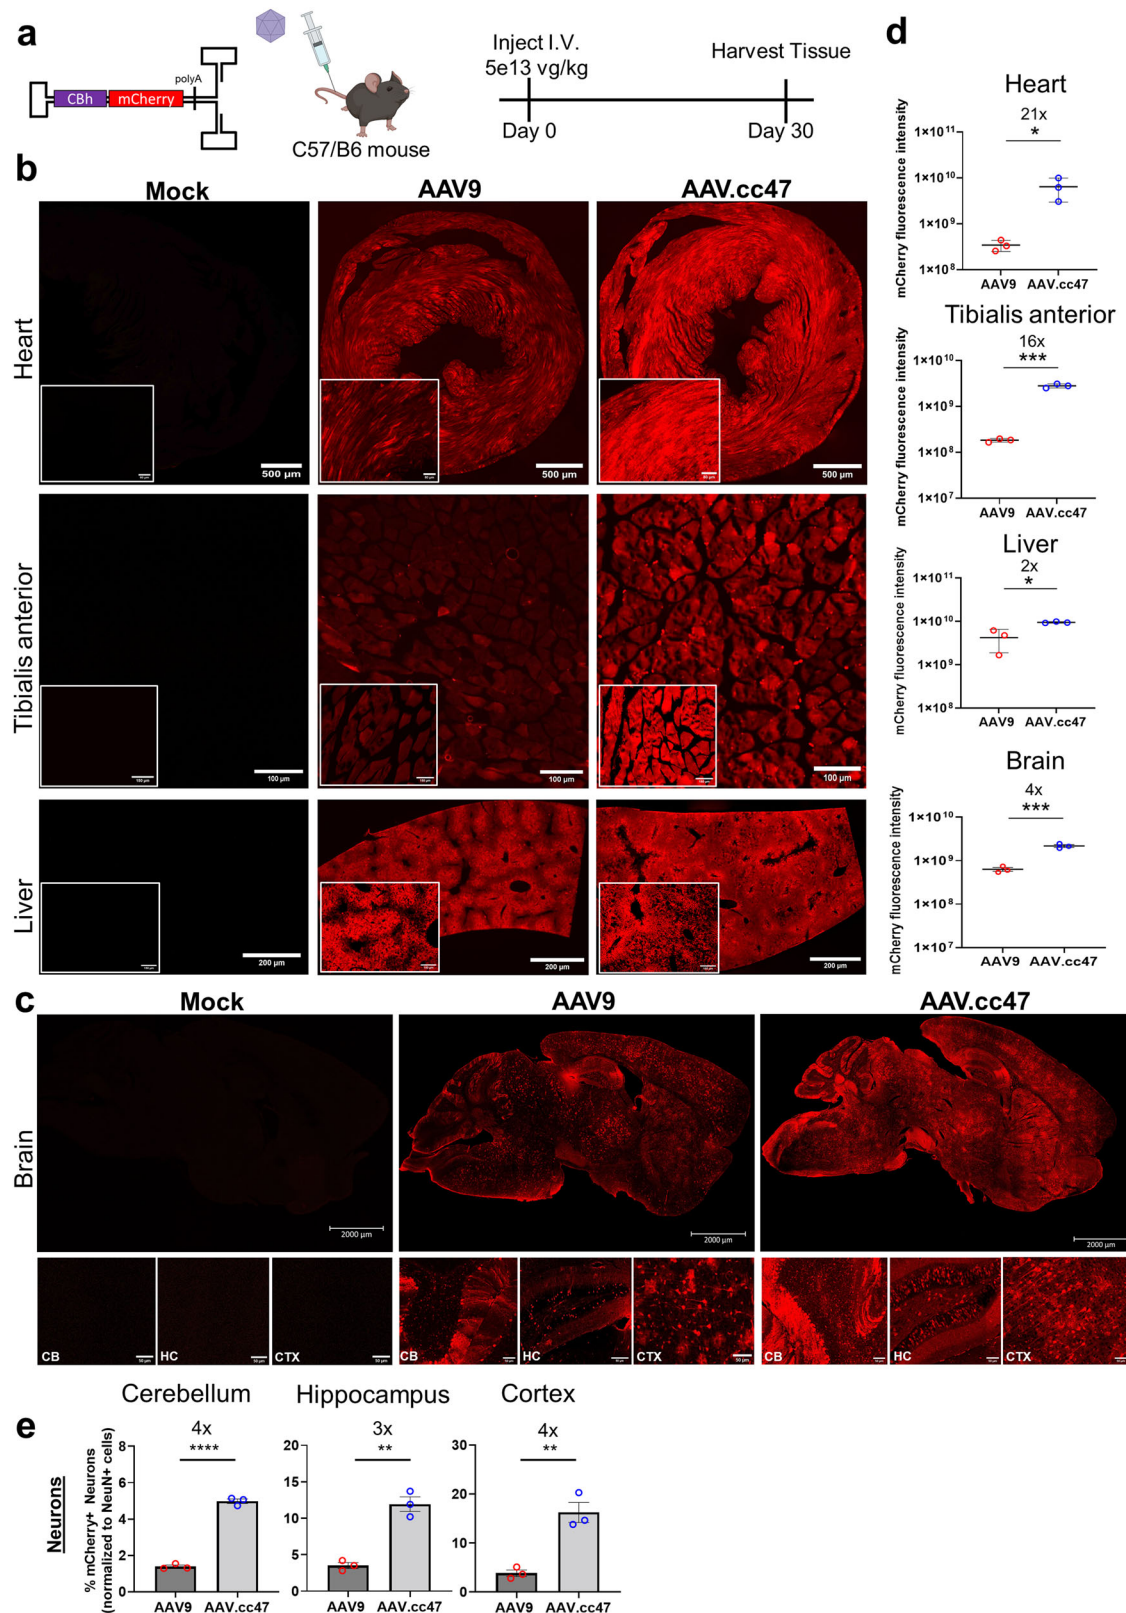 a
CBh
mCherry
polyA
C57/B6 mouse
Inject I.V.
5e13 vg/kg
Harvest Tissue
Day 0
Day 30
b
Mock
AAV9
AAV.cc47
Heart
500 µm
500 µm
500 µm
Tibialis anterior
100 µm
100 µm
100 µm
100 µm
Liver
200 µm
200 µm
200 µm
c
Mock
AAV9
AAV.cc47
Brain
2000 µm
2000 µm
2000 µm
CB
HC
CTX
CB
HC
CTX
CB
HC
CTX
50 µm
d
Heart
21x
*
mCherry fluorescence intensity
1×10¹¹
1×10¹⁰
1×10⁹
1×10⁸
AAV9
AAV.cc47
Tibialis anterior
16x
***
mCherry fluorescence intensity
1×10¹⁰
1×10⁹
1×10⁸
1×10⁷
AAV9
AAV.cc47
Liver
2x
*
mCherry fluorescence intensity
1×10¹¹
1×10¹⁰
1×10⁹
1×10⁸
AAV9
AAV.cc47
Brain
4x
***
mCherry fluorescence intensity
1×10¹⁰
1×10⁹
1×10⁸
1×10⁷
AAV9
AAV.cc47
e
Neurons
% mCherry+ Neurons
(normalized to NeuN+ cells)
Cerebellum
4x
****
8
6
4
2
0
AAV9
AAV.cc47
Hippocampus
3x
**
20
15
10
5
0
AAV9
AAV.cc47
Cortex
4x
**
30
20
10
0
AAV9
AAV.cc47